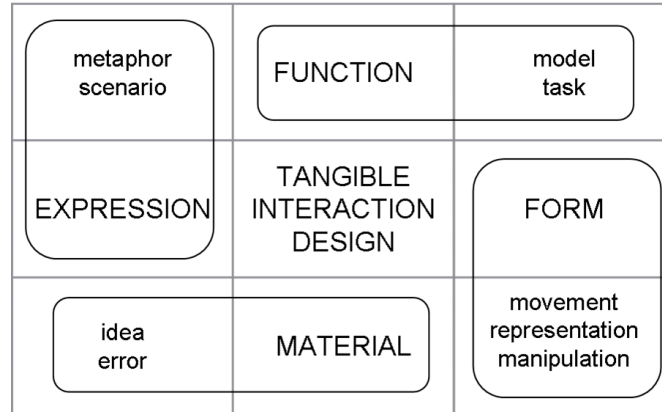 metaphor
scenario
FUNCTION
model
task
EXPRESSION
TANGIBLE
INTERACTION
DESIGN
FORM
idea
error
MATERIAL
movement
representation
manipulation